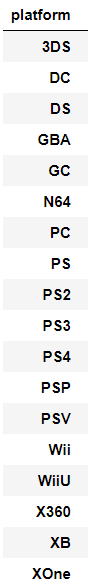 platform
3DS
DC
DS
GBA
GC
N64
PC
PS
PS2
PS3
PS4
PSP
PSV
Wii
WiiU
X360
XB
XOne